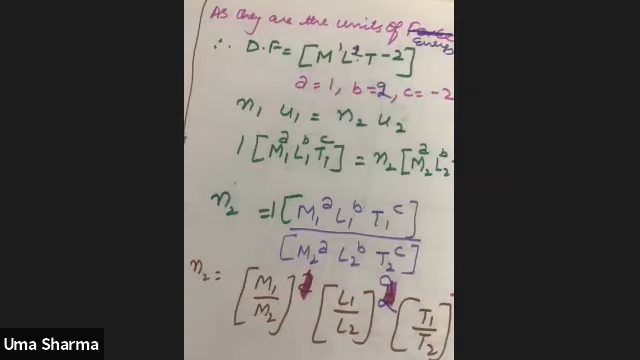 As they are the units of Energy
∴ D.F = [M¹L²T−2]
a = 1, b = 2, c = −2
n₁ u₁ = n₂ u₂
1 [M₁ᵃ L₁ᵇ T₁ᶜ] = n₂ [M₂ᵃ L₂ᵇ
n₂ = 1 [M₁ᵃ L₁ᵇ T₁ᶜ] / [M₂ᵃ L₂ᵇ T₂ᶜ]
n₂ = [M₁/M₂] [L₁/L₂]² [T₁/T₂]
Uma Sharma